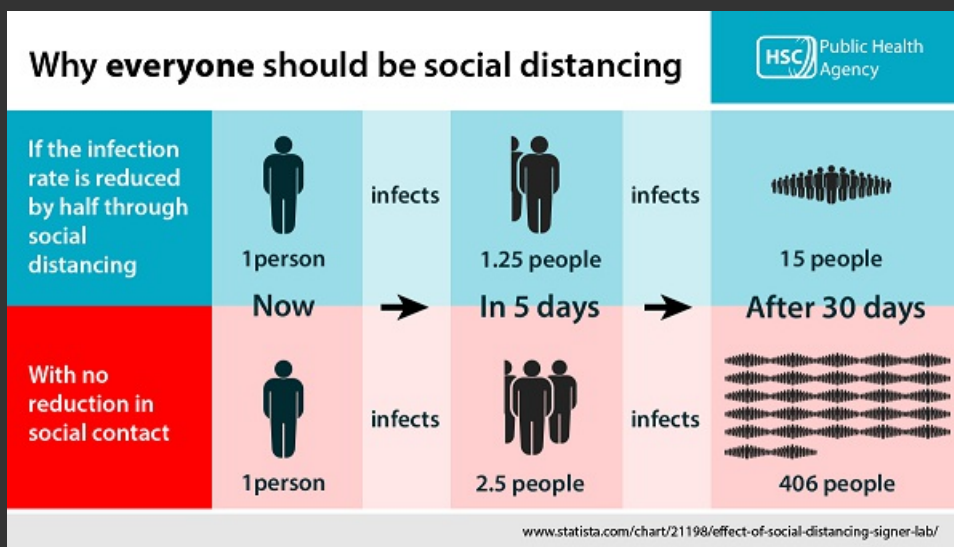 Why everyone should be social distancing
HSC Public Health
Agency
If the infection
rate is reduced
by half through
social
distancing
1person
infects
1.25 people
infects
15 people
Now
In 5 days
After 30 days
With no
reduction in
social contact
1person
infects
2.5 people
infects
406 people
www.statista.com/chart/21198/effect-of-social-distancing-signer-lab/